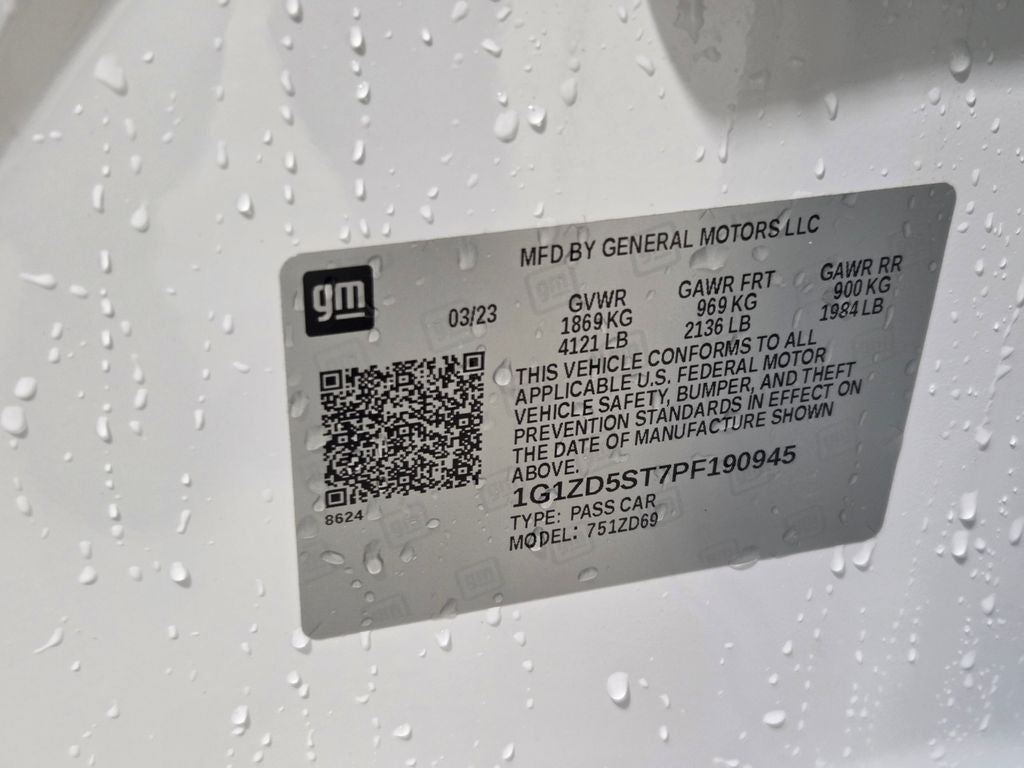 MFD BY GENERAL MOTORS LLC
gm
03/23
GVWR GAWR FRT GAWR RR
1869 KG 969 KG 900 KG
4121 LB 2136 LB 1984 LB
THIS VEHICLE CONFORMS TO ALL
APPLICABLE U.S. FEDERAL MOTOR
VEHICLE SAFETY, BUMPER, AND THEFT
PREVENTION STANDARDS IN EFFECT ON
THE DATE OF MANUFACTURE SHOWN
ABOVE.
1G1ZD5ST7PF190945
TYPE: PASS CAR
MODEL: 751ZD69
8624